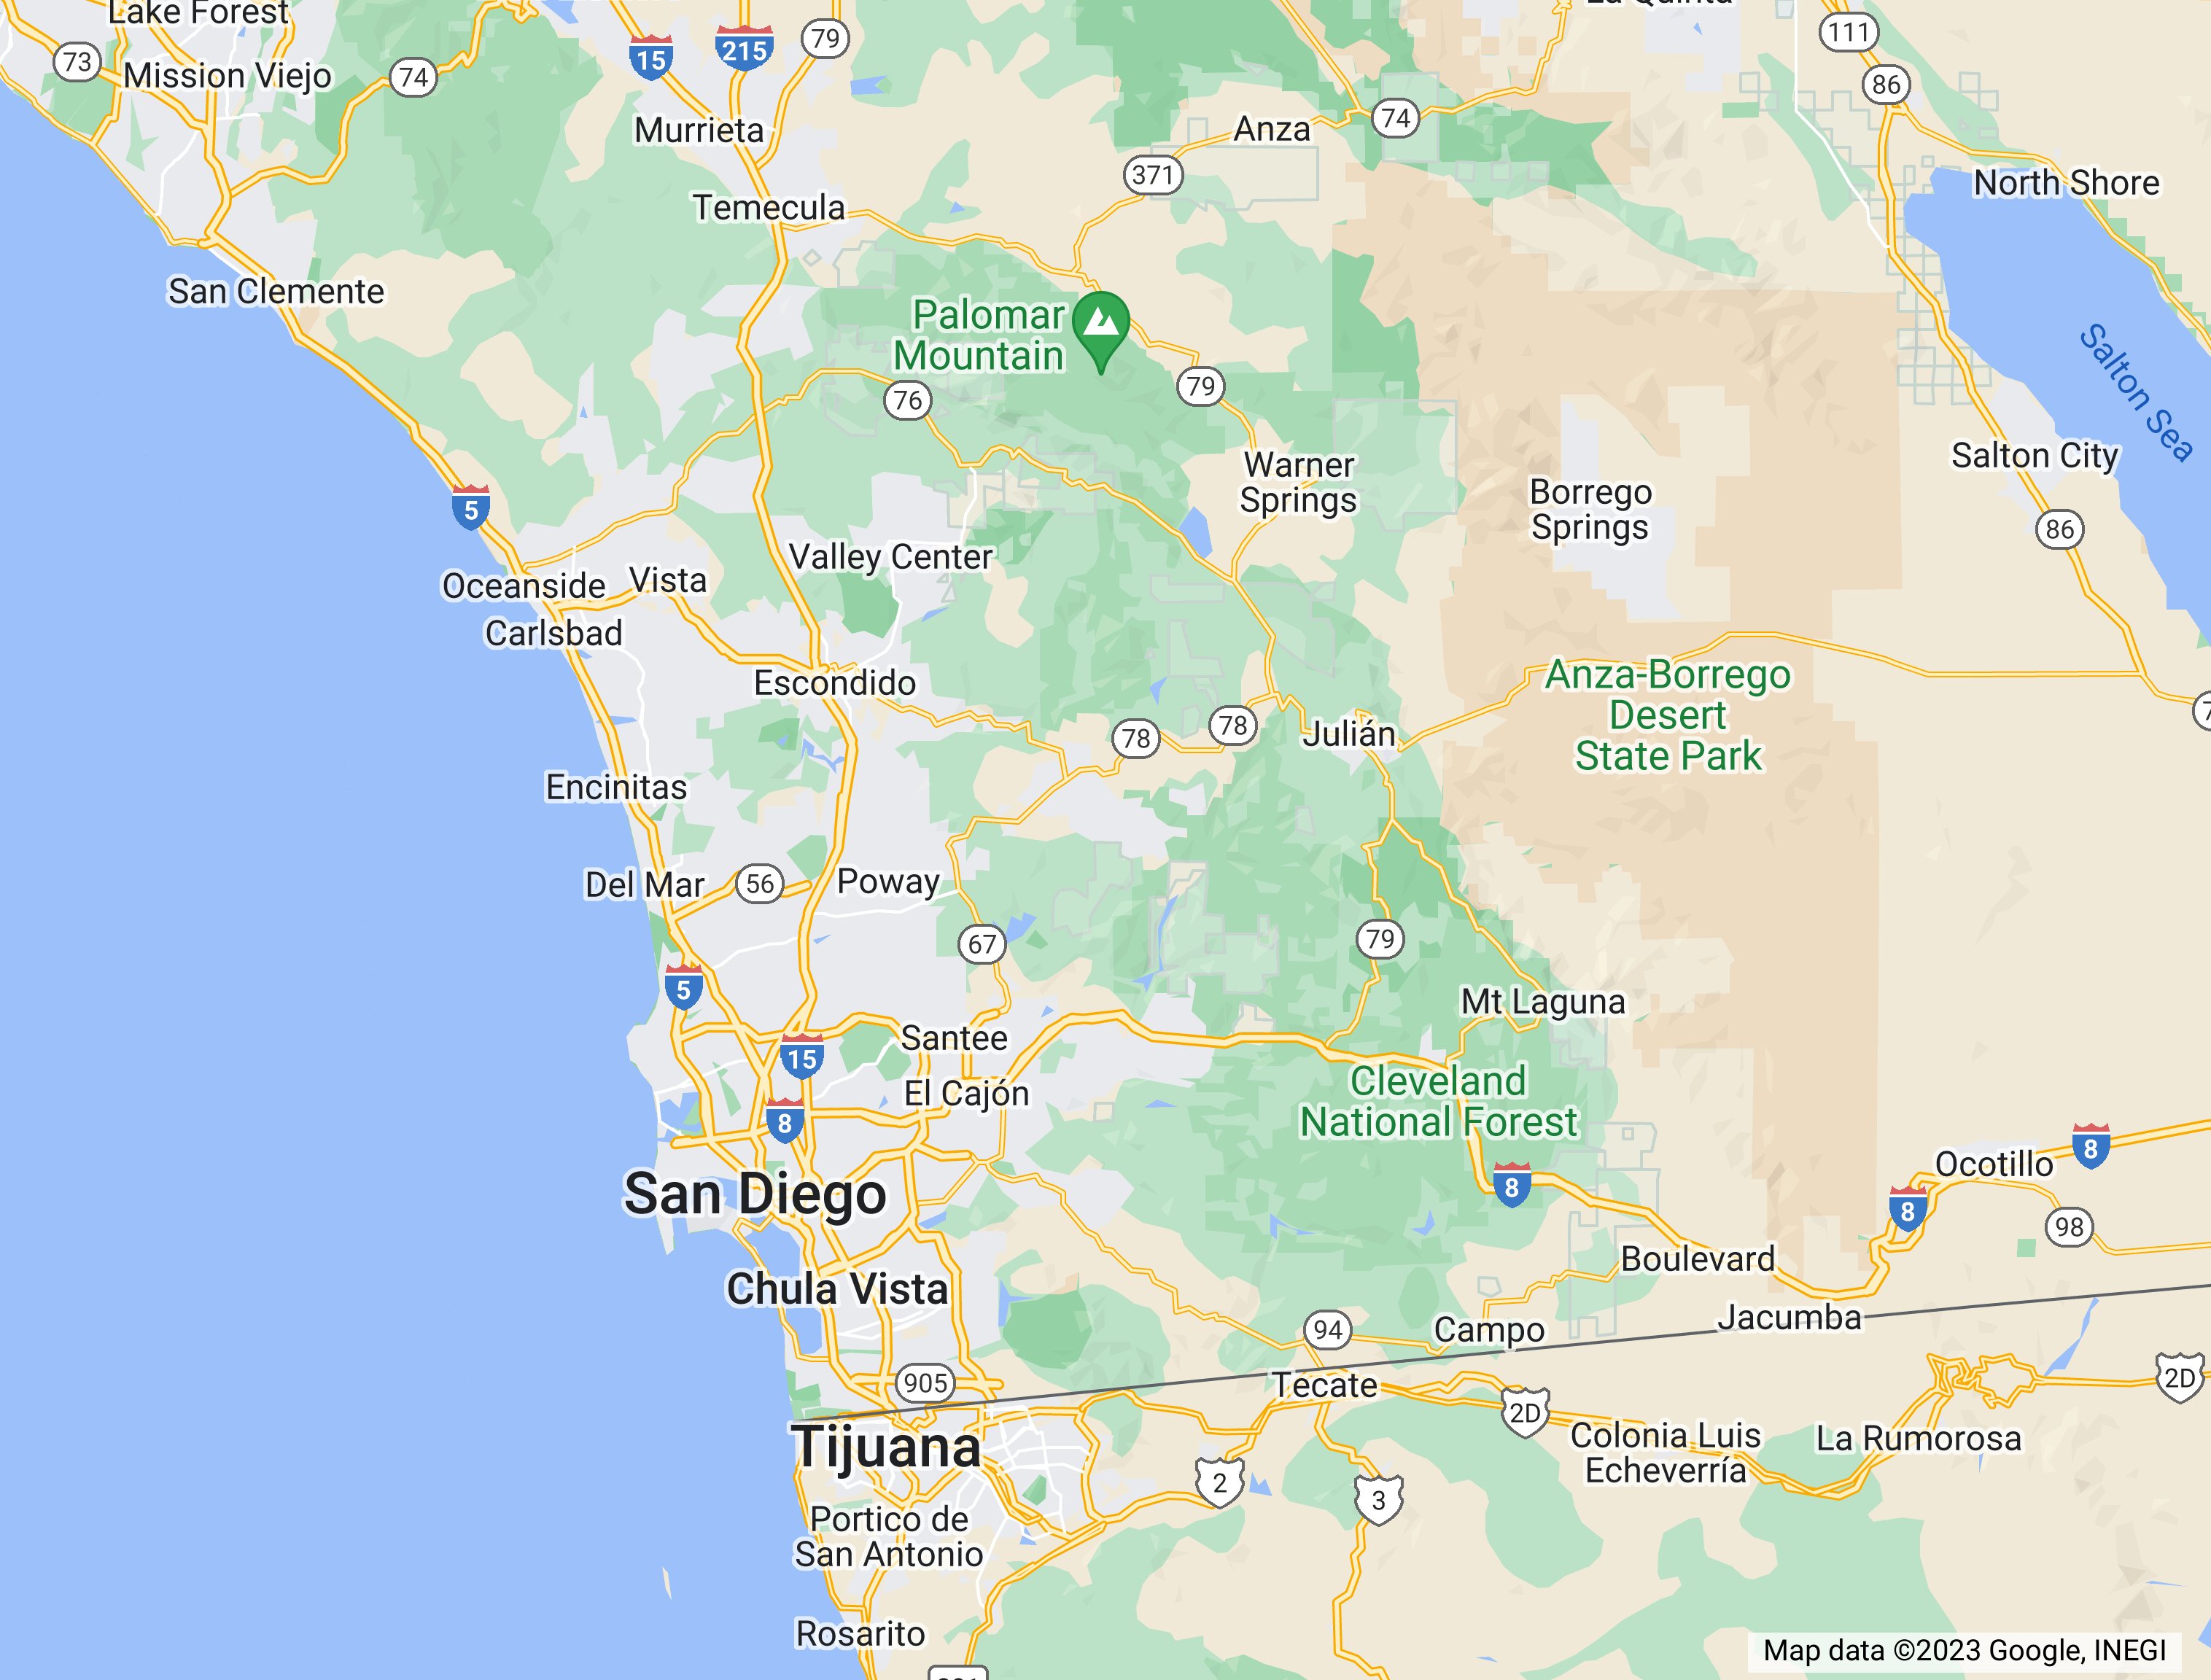 Lake Forest
73
Mission Viejo
74
15
215
79
Murrieta
Temecula
Anza
74
371
111
86
North Shore
San Clemente
Palomar
Mountain
76
79
Salton Sea
Warner
Springs
Borrego
Springs
Salton City
86
5
Valley Center
Oceanside
Vista
Carlsbad
Escondido
78
78
Julián
Anza-Borrego
Desert
State Park
Encinitas
Del Mar
56
Poway
67
79
5
Mt Laguna
15
Santee
El Cajón
8
Cleveland
National Forest
8
Ocotillo
8
8
98
San Diego
Chula Vista
Boulevard
Jacumba
94
Campo
905
Tecate
2D
2D
Tijuana
Colonia Luis
Echeverría
La Rumorosa
2
3
Portico de
San Antonio
Rosarito
Map data ©2023 Google, INEGI